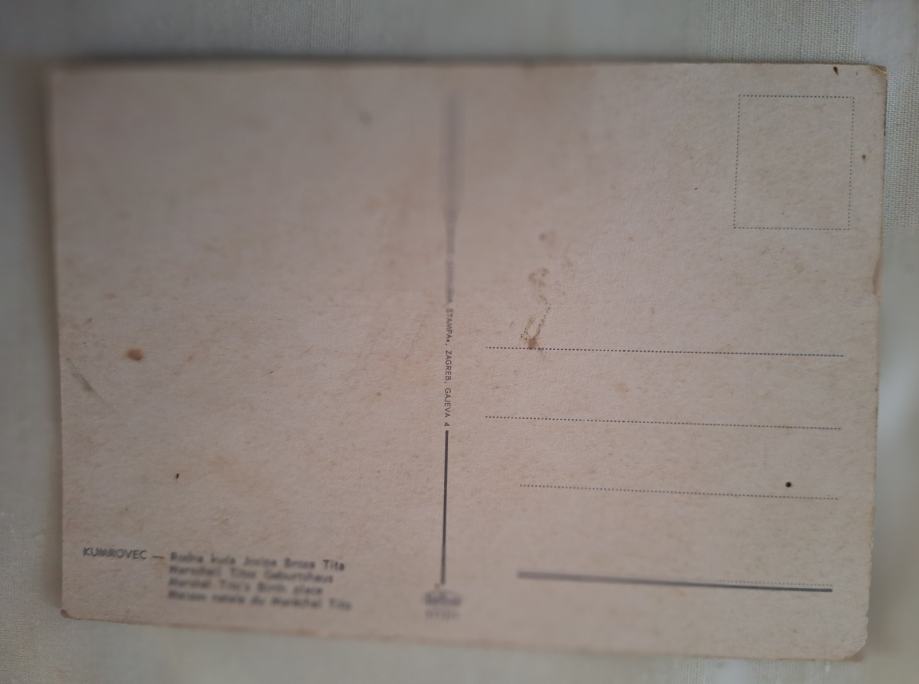 ŠTAMPA«, ZAGREB, GAJEVA 4
KUMROVEC — Rodna kuća Josipa Broza Tita
Marschall Titos Geburtshaus
Marshal Tito's Birth place
Maison natale du Maréchal Tito